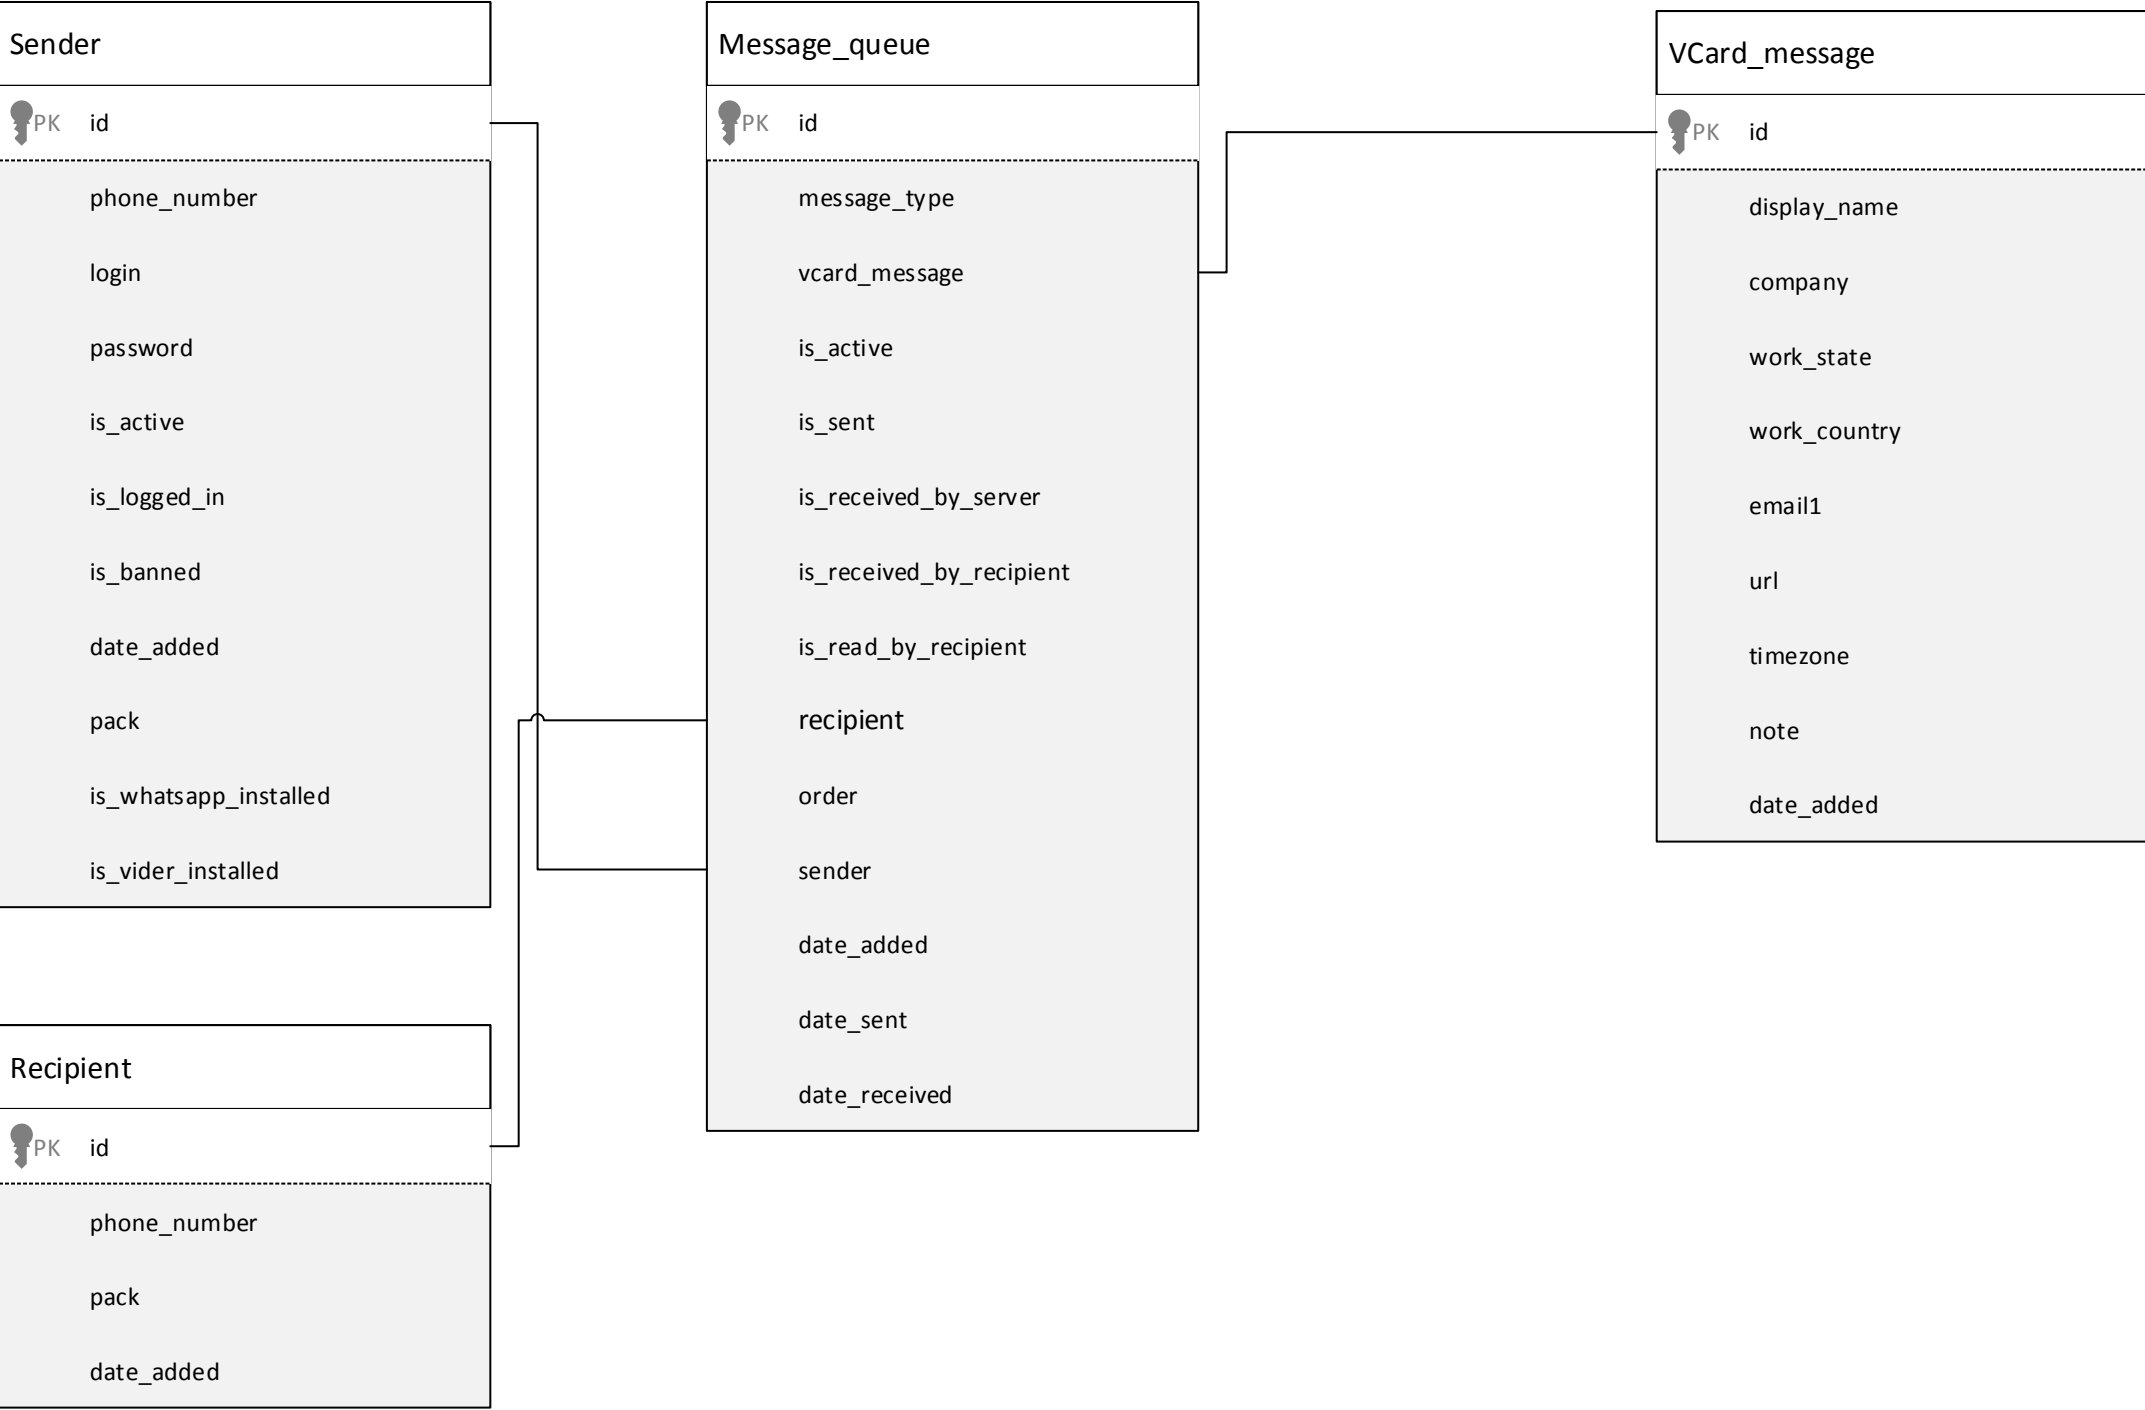 Sender
PK id
phone_number
login
password
is_active
is_logged_in
is_banned
date_added
pack
is_whatsapp_installed
is_vider_installed
Recipient
PK id
phone_number
pack
date_added
Message_queue
PK id
message_type
vcard_message
is_active
is_sent
is_received_by_server
is_received_by_recipient
is_read_by_recipient
recipient
order
sender
date_added
date_sent
date_received
VCard_message
PK id
display_name
company
work_state
work_country
email1
url
timezone
note
date_added